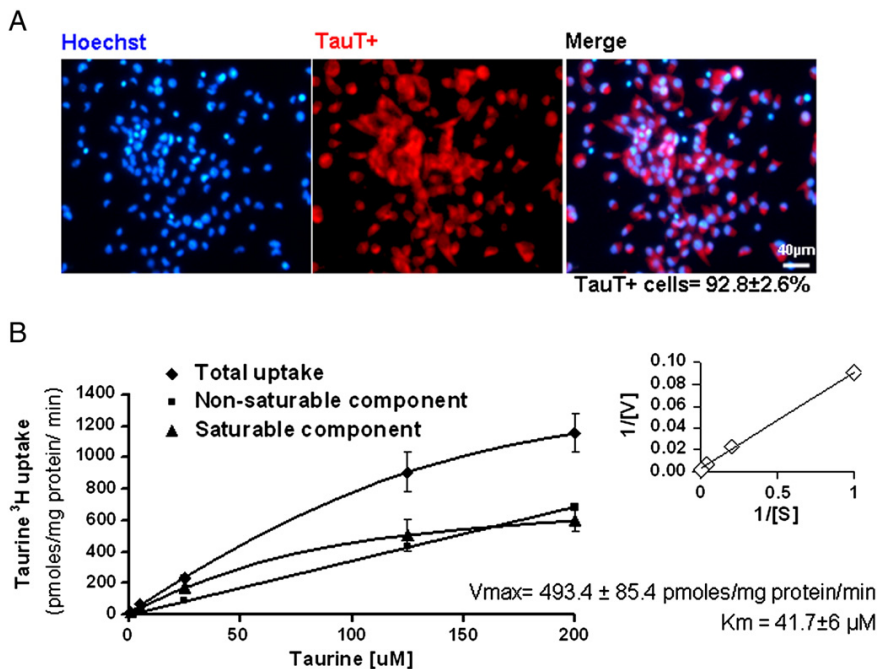 A
Hoechst
TauT+
Merge
40µm
TauT+ cells= 92.8±2.6%
B
Total uptake
Non-saturable component
Saturable component
Taurine ³H uptake
(pmoles/mg protein/ min)
1400
1200
1000
800
600
400
200
0
0
50
100
150
200
Taurine [uM]
1/[V]
0.10
0.08
0.06
0.04
0.02
0.00
0
0.5
1
1/[S]
Vmax= 493.4 ± 85.4 pmoles/mg protein/min
Km = 41.7±6 µM